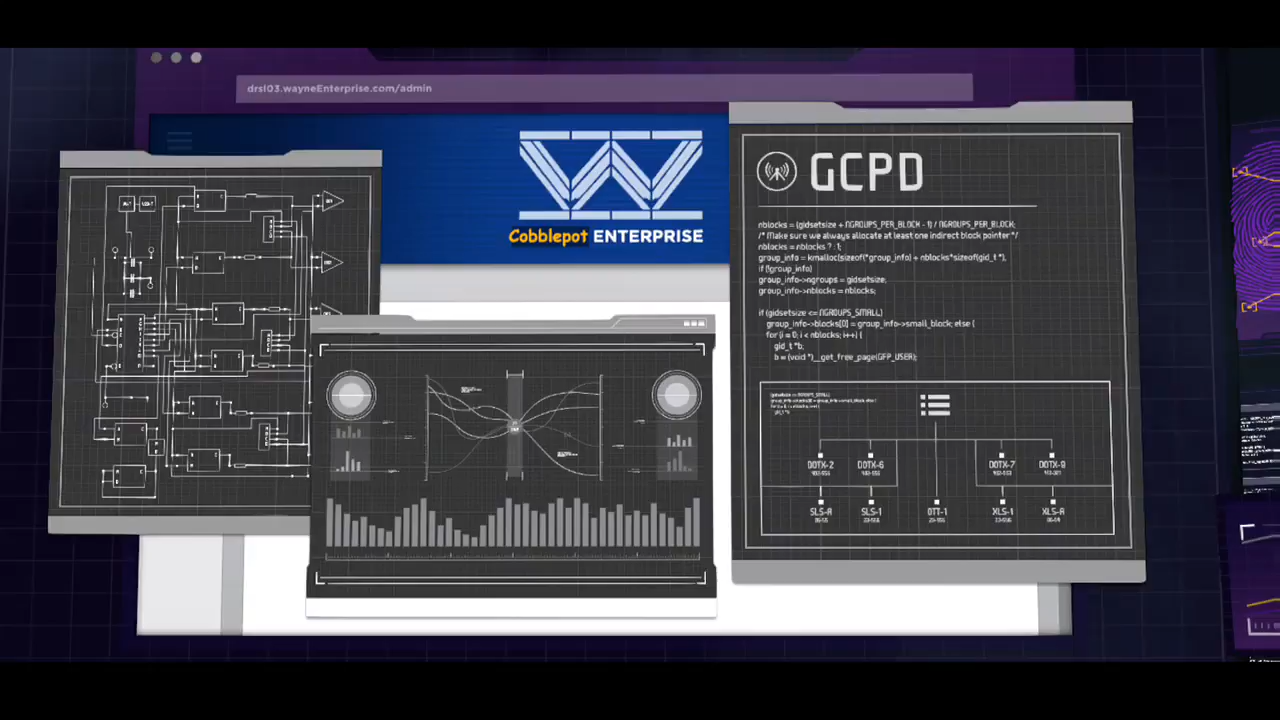 drsl03.wayneEnterprise.com/admin
Cobblepot ENTERPRISE
GCPD
nblocks = (gidsetsize + NGROUPS_PER_BLOCK - 1) / NGROUPS_PER_BLOCK;
/* Make sure we always allocate at least one indirect block pointer */
nblocks = nblocks ? : 1;
group_info = kmalloc(sizeof(*group_info) + nblocks*sizeof(gid_t *),
if (!group_info)
group_info->ngroups = gidsetsize;
group_info->nblocks = nblocks;
if (gidsetsize <= NGROUPS_SMALL)
group_info->blocks[0] = group_info->small_block; else {
for (i = 0; i < nblocks; i++) {
gid_t *b;
b = (void *)__get_free_page(GFP_USER);
DOTX-2 DOTX-6 DOTX-7 DOTX-9
SLS-A SLS-1 OTT-1 XLS-1 XLS-A